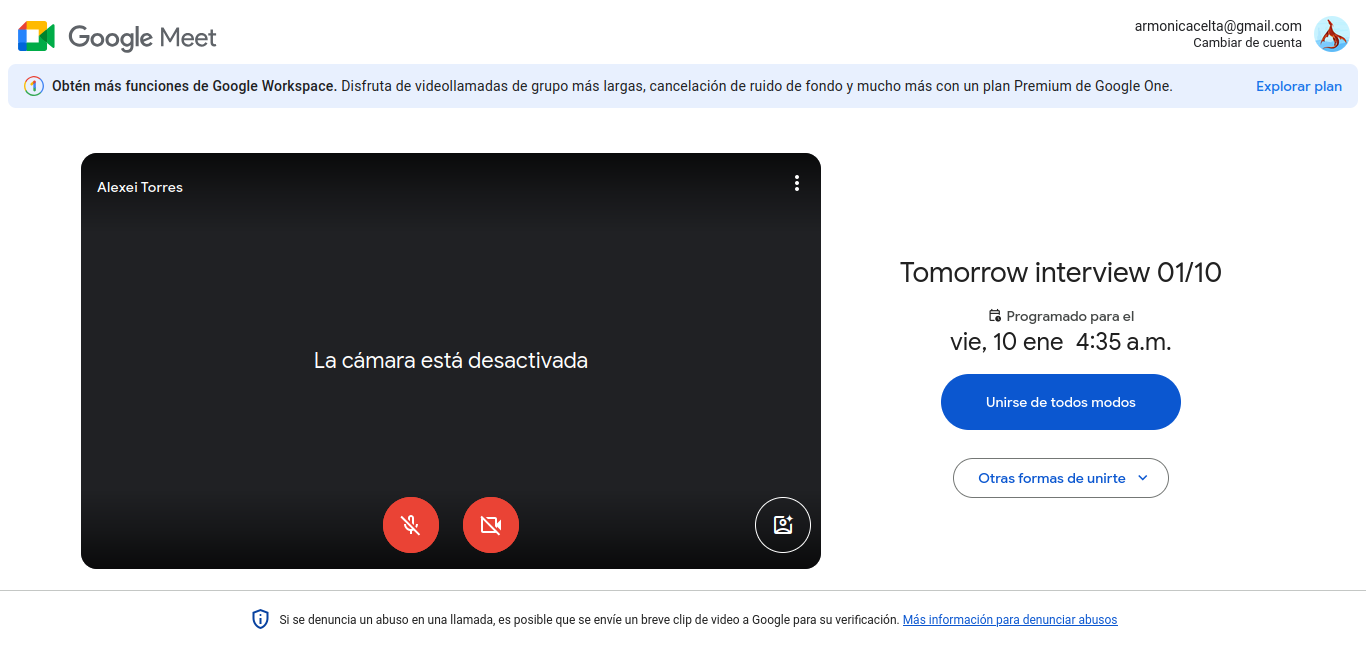 Google Meet
armonicacelta@gmail.com
Cambiar de cuenta
Obtén más funciones de Google Workspace. Disfruta de videollamadas de grupo más largas, cancelación de ruido de fondo y mucho más con un plan Premium de Google One.
Explorar plan
Alexei Torres
La cámara está desactivada
Tomorrow interview 01/10
Programado para el
vie, 10 ene 4:35 a.m.
Unirse de todos modos
Otras formas de unirte
Si se denuncia un abuso en una llamada, es posible que se envíe un breve clip de video a Google para su verificación. Más información para denunciar abusos